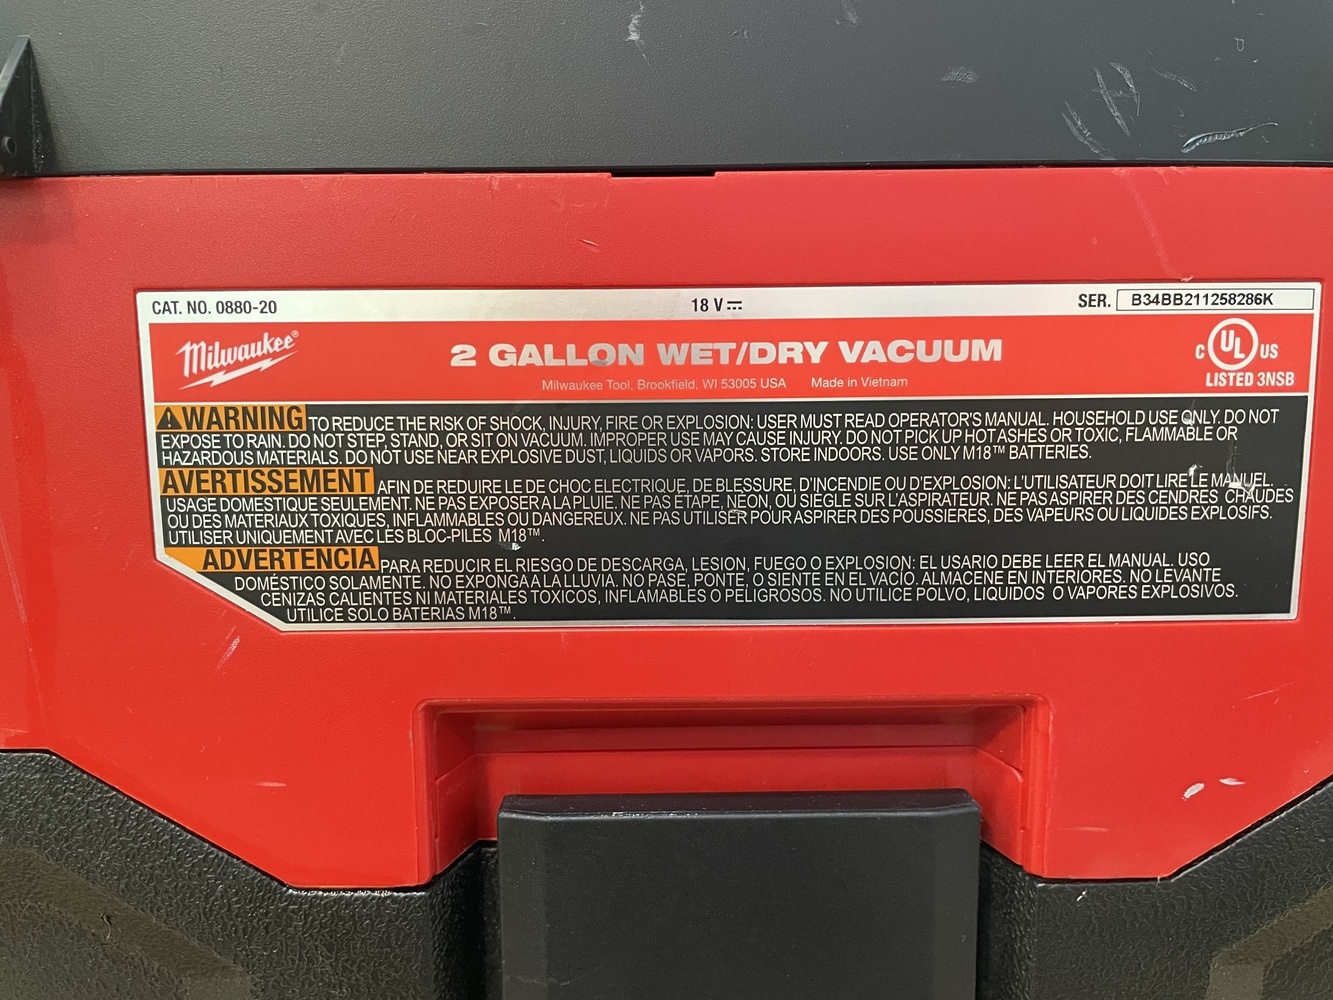 CAT. NO. 0880-20 18 V⎓ SER. B34BB211258286K
Milwaukee®
2 GALLON WET/DRY VACUUM
Milwaukee Tool, Brookfield, WI 53005 USA Made in Vietnam
C UL US
LISTED 3NSB
⚠WARNING TO REDUCE THE RISK OF SHOCK, INJURY, FIRE OR EXPLOSION: USER MUST READ OPERATOR'S MANUAL. HOUSEHOLD USE ONLY. DO NOT
EXPOSE TO RAIN. DO NOT STEP, STAND, OR SIT ON VACUUM. IMPROPER USE MAY CAUSE INJURY. DO NOT PICK UP HOT ASHES OR TOXIC, FLAMMABLE OR
HAZARDOUS MATERIALS. DO NOT USE NEAR EXPLOSIVE DUST, LIQUIDS OR VAPORS. STORE INDOORS. USE ONLY M18™ BATTERIES.
AVERTISSEMENT AFIN DE REDUIRE LE DE CHOC ELECTRIQUE, DE BLESSURE, D'INCENDIE OU D'EXPLOSION: L'UTILISATEUR DOIT LIRE LE MANUEL.
USAGE DOMESTIQUE SEULEMENT. NE PAS EXPOSER A LA PLUIE. NE PAS ÉTAPE, NÉON, OU SIÉGLE SUR L'ASPIRATEUR. NE PAS ASPIRER DES CENDRES CHAUDES
OU DES MATERIAUX TOXIQUES, INFLAMMABLES OU DANGEREUX. NE PAS UTILISER POUR ASPIRER DES POUSSIERES, DES VAPEURS OU LIQUIDES EXPLOSIFS.
UTILISER UNIQUEMENT AVEC LES BLOC-PILES M18™.
ADVERTENCIA PARA REDUCIR EL RIESGO DE DESCARGA, LESION, FUEGO O EXPLOSION: EL USARIO DEBE LEER EL MANUAL. USO
DOMÉSTICO SOLAMENTE. NO EXPONGA A LA LLUVIA. NO PASE, PONTE, O SIENTE EN EL VACÍO. ALMACENE EN INTERIORES. NO LEVANTE
CENIZAS CALIENTES NI MATERIALES TOXICOS, INFLAMABLES O PELIGROSOS. NO UTILICE POLVO, LIQUIDOS O VAPORES EXPLOSIVOS.
UTILICE SOLO BATERIAS M18™.